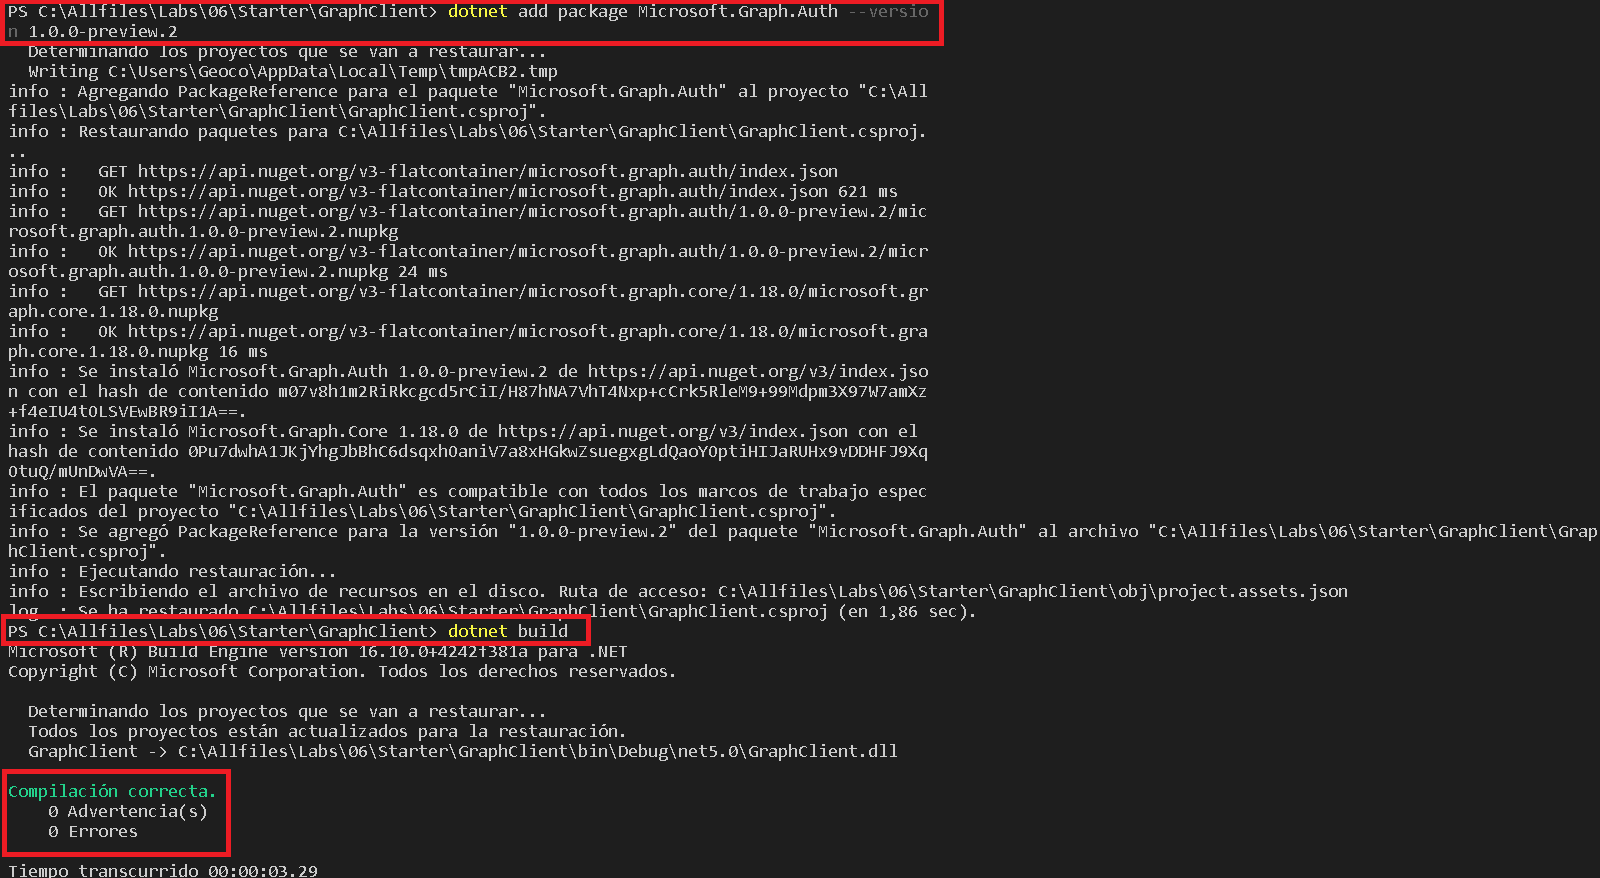 PS C:\Allfiles\Labs\06\Starter\GraphClient> dotnet add package Microsoft.Graph.Auth --versio
n 1.0.0-preview.2
  Determinando los proyectos que se van a restaurar...
  Writing C:\Users\Geoco\AppData\Local\Temp\tmpACB2.tmp
info : Agregando PackageReference para el paquete "Microsoft.Graph.Auth" al proyecto "C:\All
files\Labs\06\Starter\GraphClient\GraphClient.csproj".
info : Restaurando paquetes para C:\Allfiles\Labs\06\Starter\GraphClient\GraphClient.csproj.
..
info :   GET https://api.nuget.org/v3-flatcontainer/microsoft.graph.auth/index.json
info :   OK https://api.nuget.org/v3-flatcontainer/microsoft.graph.auth/index.json 621 ms
info :   GET https://api.nuget.org/v3-flatcontainer/microsoft.graph.auth/1.0.0-preview.2/mic
rosoft.graph.auth.1.0.0-preview.2.nupkg
info :   OK https://api.nuget.org/v3-flatcontainer/microsoft.graph.auth/1.0.0-preview.2/micr
osoft.graph.auth.1.0.0-preview.2.nupkg 24 ms
info :   GET https://api.nuget.org/v3-flatcontainer/microsoft.graph.core/1.18.0/microsoft.gr
aph.core.1.18.0.nupkg
info :   OK https://api.nuget.org/v3-flatcontainer/microsoft.graph.core/1.18.0/microsoft.gra
ph.core.1.18.0.nupkg 16 ms
info : Se instaló Microsoft.Graph.Auth 1.0.0-preview.2 de https://api.nuget.org/v3/index.jso
n con el hash de contenido m07v8h1m2RiRkcgcd5rCiI/H87hNA7VhT4Nxp+cCrk5RleM9+99Mdpm3X97W7amXz
+f4eIU4tOLSVEwBR9iI1A==.
info : Se instaló Microsoft.Graph.Core 1.18.0 de https://api.nuget.org/v3/index.json con el
hash de contenido 0Pu7dwhA1JKjYhgJbBhC6dsqxhOaniV7a8xHGkwZsuegxgLdQaoYOptiHIJaRUHx9vDDHFJ9Xq
OtuQ/mUnDwVA==.
info : El paquete "Microsoft.Graph.Auth" es compatible con todos los marcos de trabajo espec
ificados del proyecto "C:\Allfiles\Labs\06\Starter\GraphClient\GraphClient.csproj".
info : Se agregó PackageReference para la versión "1.0.0-preview.2" del paquete "Microsoft.Graph.Auth" al archivo "C:\Allfiles\Labs\06\Starter\GraphClient\Grap
hClient.csproj".
info : Ejecutando restauración...
info : Escribiendo el archivo de recursos en el disco. Ruta de acceso: C:\Allfiles\Labs\06\Starter\GraphClient\obj\project.assets.json
log  : Se ha restaurado C:\Allfiles\Labs\06\Starter\GraphClient\GraphClient.csproj (en 1,86 sec).
PS C:\Allfiles\Labs\06\Starter\GraphClient> dotnet build
Microsoft (R) Build Engine version 16.10.0+4242f381a para .NET
Copyright (C) Microsoft Corporation. Todos los derechos reservados.
  Determinando los proyectos que se van a restaurar...
  Todos los proyectos están actualizados para la restauración.
  GraphClient -> C:\Allfiles\Labs\06\Starter\GraphClient\bin\Debug\net5.0\GraphClient.dll
Compilación correcta.
    0 Advertencia(s)
    0 Errores
Tiempo transcurrido 00:00:03.29